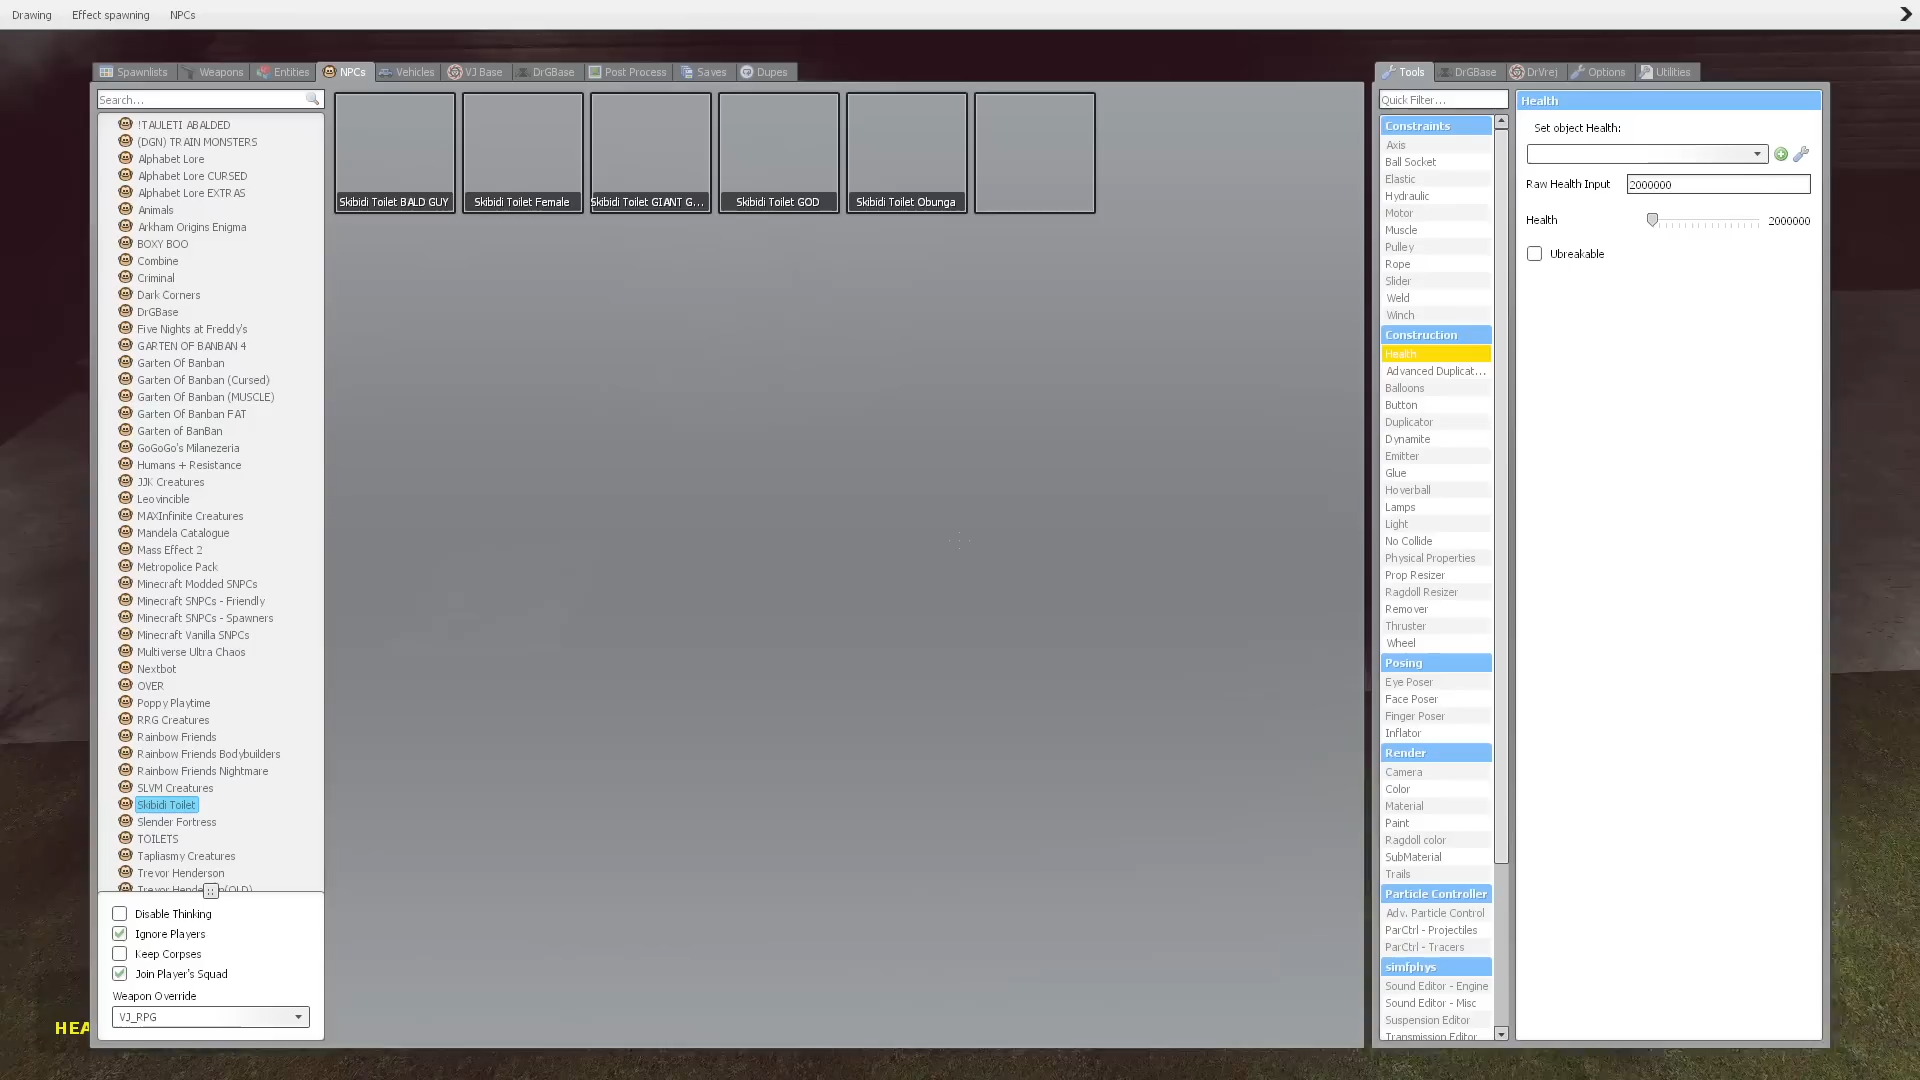 Drawing Effect spawning NPCs
Spawnlists Weapons Entities NPCs Vehicles VJ Base DrGBase Post Process Saves Dupes
Search...
!TAULETI ABALDED
(DGN) TRAIN MONSTERS
Alphabet Lore
Alphabet Lore CURSED
Alphabet Lore EXTRAS
Animals
Arkham Origins Enigma
BOXY BOO
Combine
Criminal
Dark Corners
DrGBase
Five Nights at Freddy's
GARTEN OF BANBAN 4
Garten Of Banban
Garten Of Banban (Cursed)
Garten Of Banban (MUSCLE)
Garten Of Banban FAT
Garten of BanBan
GoGoGo's Milanezeria
Humans + Resistance
JJK Creatures
Leovincible
MAXInfinite Creatures
Mandela Catalogue
Mass Effect 2
Metropolice Pack
Minecraft Modded SNPCs
Minecraft SNPCs - Friendly
Minecraft SNPCs - Spawners
Minecraft Vanilla SNPCs
Multiverse Ultra Chaos
Nextbot
OVER
Poppy Playtime
RRG Creatures
Rainbow Friends
Rainbow Friends Bodybuilders
Rainbow Friends Nightmare
SLVM Creatures
Skibidi Toilet
Slender Fortress
TOILETS
Tapliasmy Creatures
Trevor Henderson
Disable Thinking
Ignore Players
Keep Corpses
Join Player's Squad
Weapon Override
VJ_RPG
HEA
Skibidi Toilet BALD GUY
Skibidi Toilet Female
Skibidi Toilet GIANT G...
Skibidi Toilet GOD
Skibidi Toilet Obunga
Tools DrGBase DrVrej Options Utilities
Quick Filter...
Constraints
Axis
Ball Socket
Elastic
Hydraulic
Motor
Muscle
Pulley
Rope
Slider
Weld
Winch
Construction
Health
Advanced Duplicat...
Balloons
Button
Duplicator
Dynamite
Emitter
Glue
Hoverball
Lamps
Light
No Collide
Physical Properties
Prop Resizer
Ragdoll Resizer
Remover
Thruster
Wheel
Posing
Eye Poser
Face Poser
Finger Poser
Inflator
Render
Camera
Color
Material
Paint
Ragdoll color
SubMaterial
Trails
Particle Controller
Adv. Particle Control
ParCtrl - Projectiles
ParCtrl - Tracers
simfphys
Sound Editor - Engine
Sound Editor - Misc
Suspension Editor
Transmission Editor
Health
Set object Health:
Raw Health Input 2000000
Health 2000000
Ubreakable